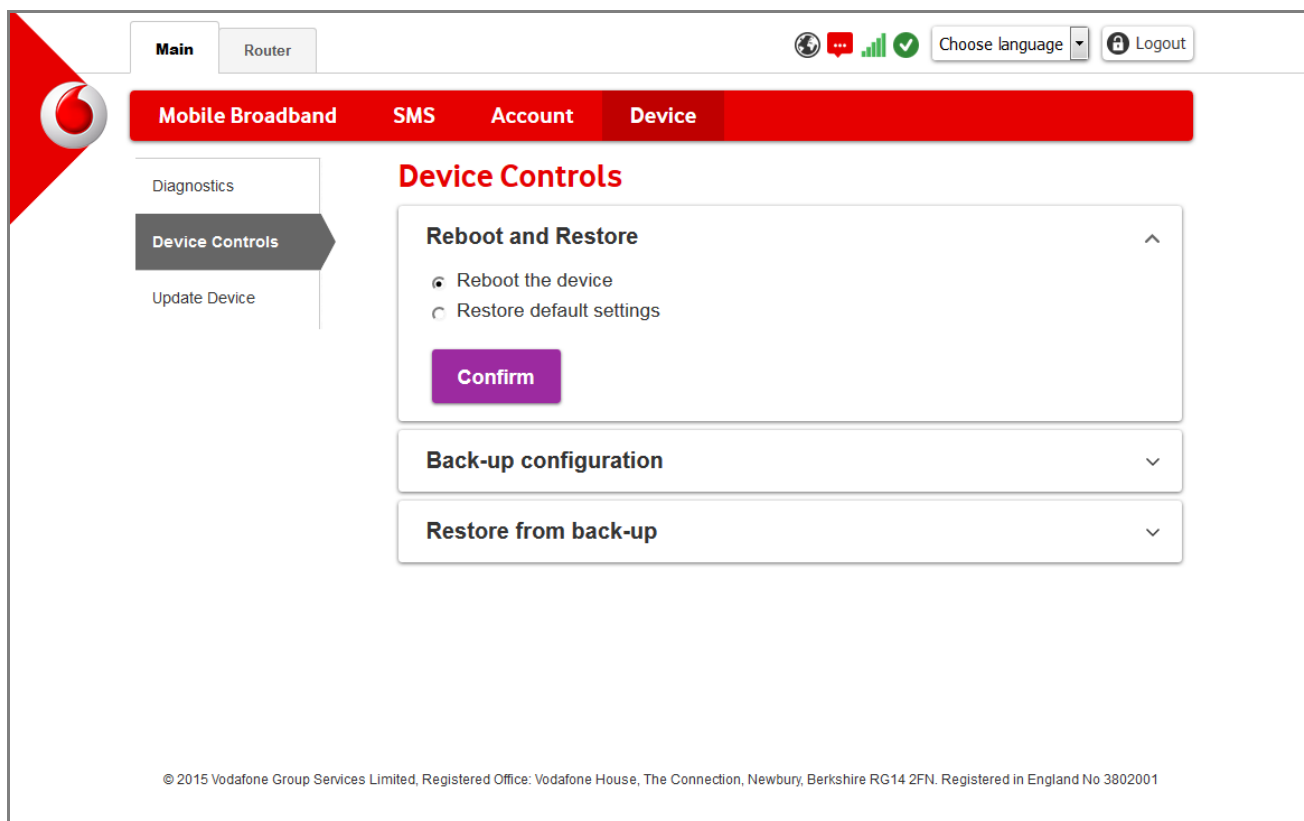 Main
Router
Choose language
Logout
Mobile Broadband
SMS
Account
Device
Diagnostics
Device Controls
Update Device
Device Controls
Reboot and Restore
Reboot the device
Restore default settings
Confirm
Back-up configuration
Restore from back-up
© 2015 Vodafone Group Services Limited, Registered Office: Vodafone House, The Connection, Newbury, Berkshire RG14 2FN. Registered in England No 3802001